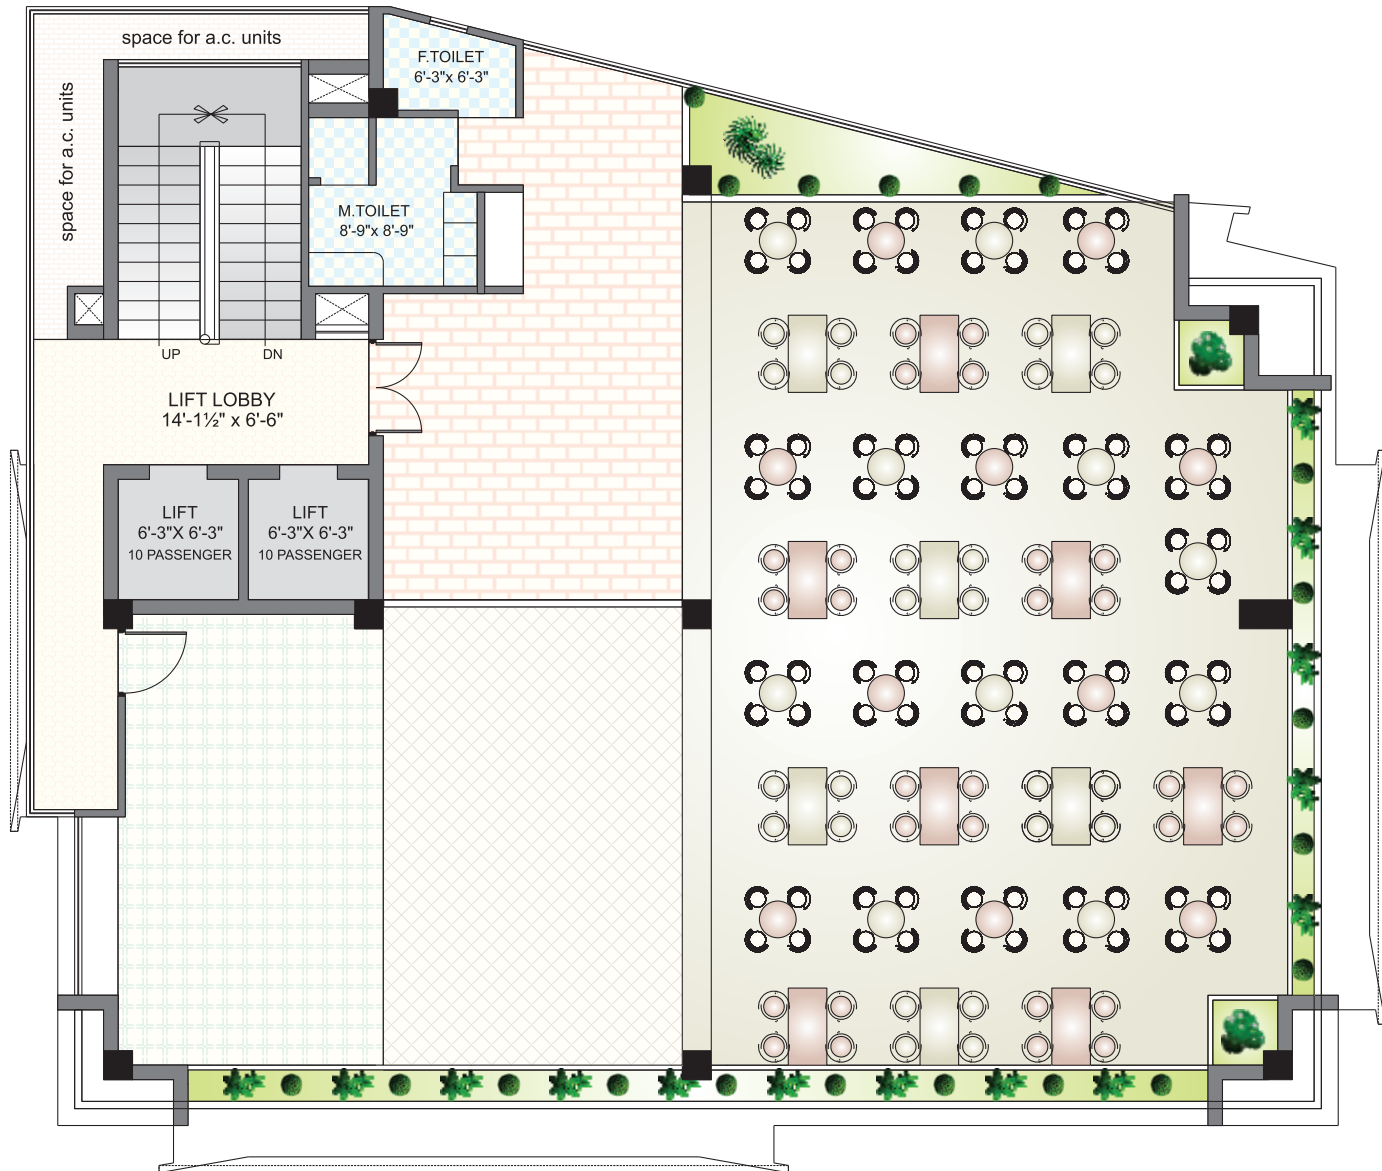 space for a.c. units
space for a.c. units
F.TOILET
6'-3"x 6'-3"
M.TOILET
8'-9"x 8'-9"
UP
DN
LIFT LOBBY
14'-1½" x 6'-6"
LIFT
6'-3"X 6'-3"
10 PASSENGER
LIFT
6'-3"X 6'-3"
10 PASSENGER